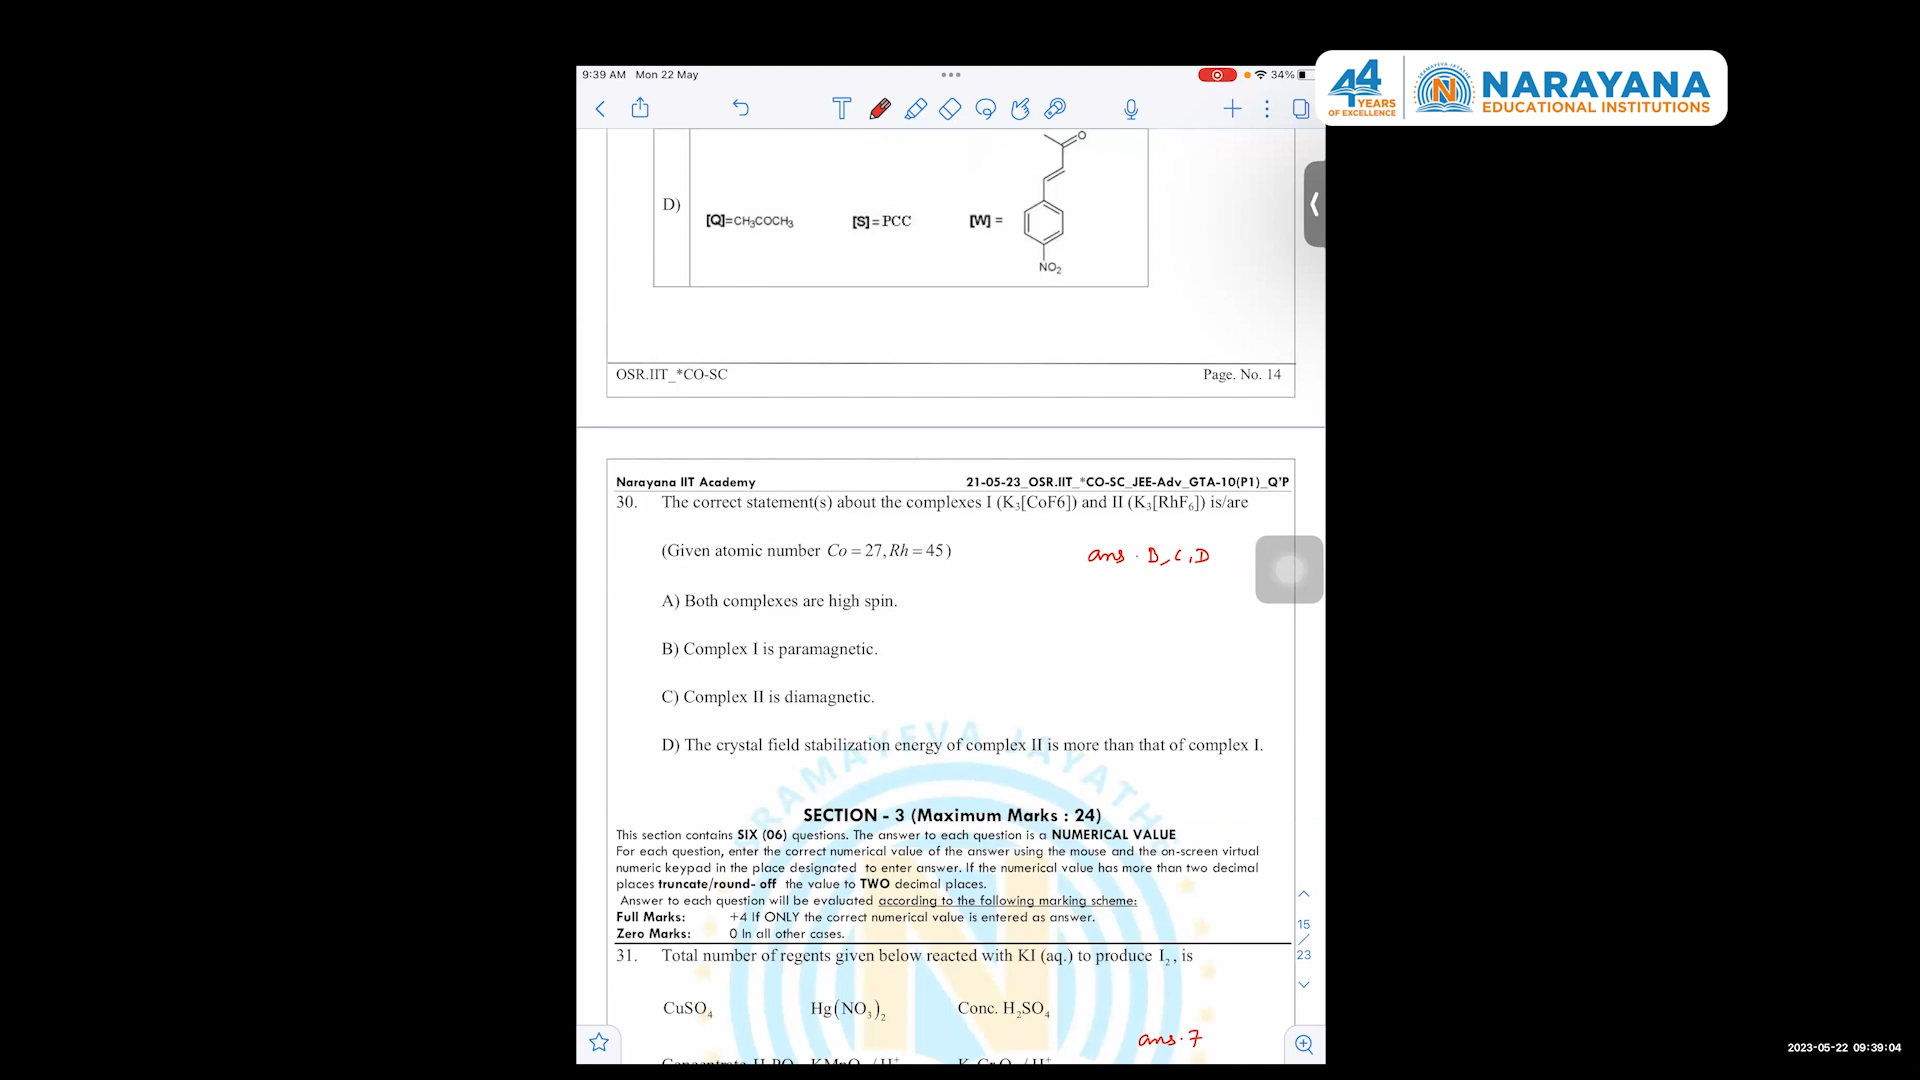 9:39 AM Mon 22 May
34%
44
YEARS
OF EXCELLENCE
SRAMAYEVA JAYATHE
N
NARAYANA
EDUCATIONAL INSTITUTIONS
D)
[Q]=CH₃COCH₃ [S]=PCC [W] =
O
NO₂
OSR.IIT_*CO-SC Page. No. 14
Narayana IIT Academy 21-05-23_OSR.IIT_*CO-SC_JEE-Adv_GTA-10(P1)_Q'P
30. The correct statement(s) about the complexes I (K₃[CoF6]) and II (K₃[RhF₆]) is/are
(Given atomic number Co = 27, Rh = 45)
ans. B, C, D
A) Both complexes are high spin.
B) Complex I is paramagnetic.
C) Complex II is diamagnetic.
D) The crystal field stabilization energy of complex II is more than that of complex I.
SRAMAYEVA JAYATHE
SECTION - 3 (Maximum Marks : 24)
This section contains SIX (06) questions. The answer to each question is a NUMERICAL VALUE
For each question, enter the correct numerical value of the answer using the mouse and the on-screen virtual
numeric keypad in the place designated to enter answer. If the numerical value has more than two decimal
places truncate/round- off the value to TWO decimal places.
Answer to each question will be evaluated according to the following marking scheme:
Full Marks: +4 If ONLY the correct numerical value is entered as answer.
Zero Marks: 0 In all other cases.
15
/
23
31. Total number of regents given below reacted with KI (aq.) to produce I₂, is
CuSO₄ Hg(NO₃)₂ Conc. H₂SO₄
ans. 7
2023-05-22 09:39:04